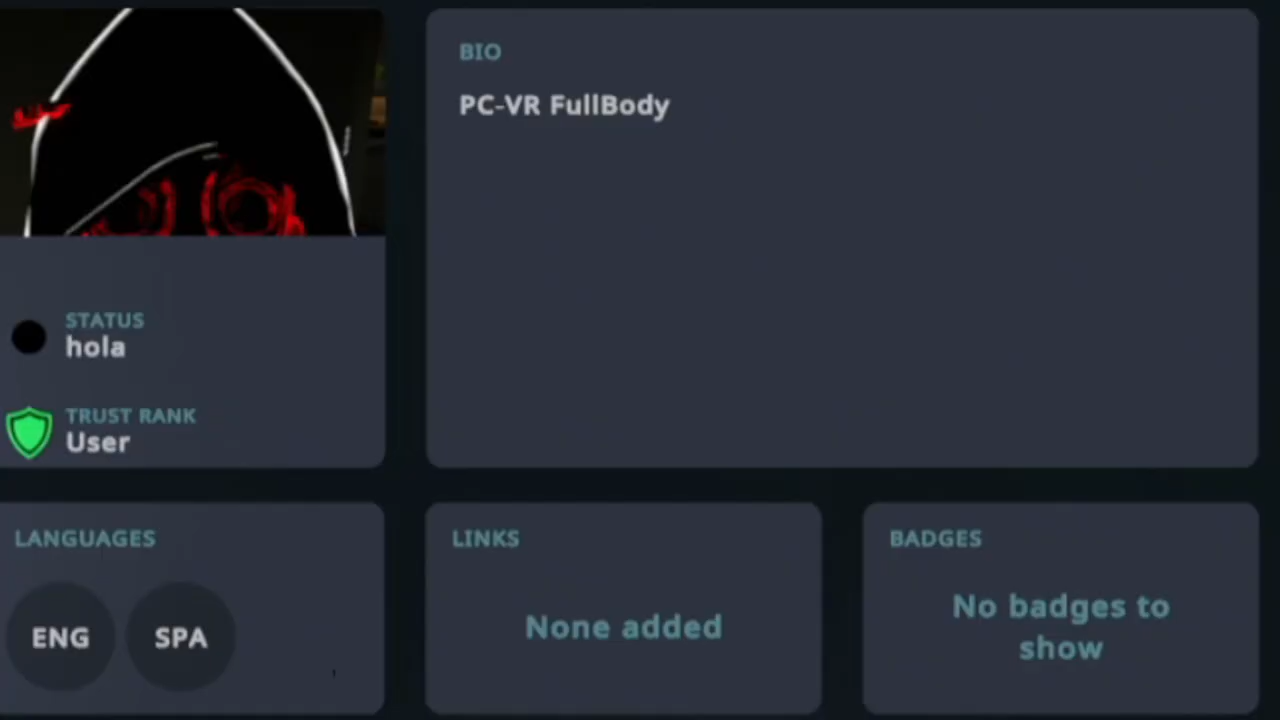 BIO
PC-VR FullBody
STATUS
hola
TRUST RANK
User
LANGUAGES
ENG SPA
LINKS
None added
BADGES
No badges to
show